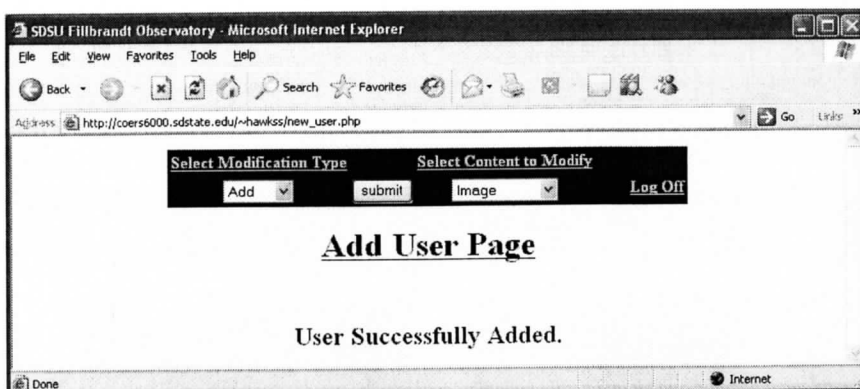 SDSU Fillbrandt Observatory - Microsoft Internet Explorer
File Edit View Favorites Tools Help
Back Search Favorites
Address http://coers6000.sdstate.edu/~hawkss/new_user.php Go Links »
Select Modification Type Select Content to Modify
Add submit Image Log Off
Add User Page
User Successfully Added.
Done Internet